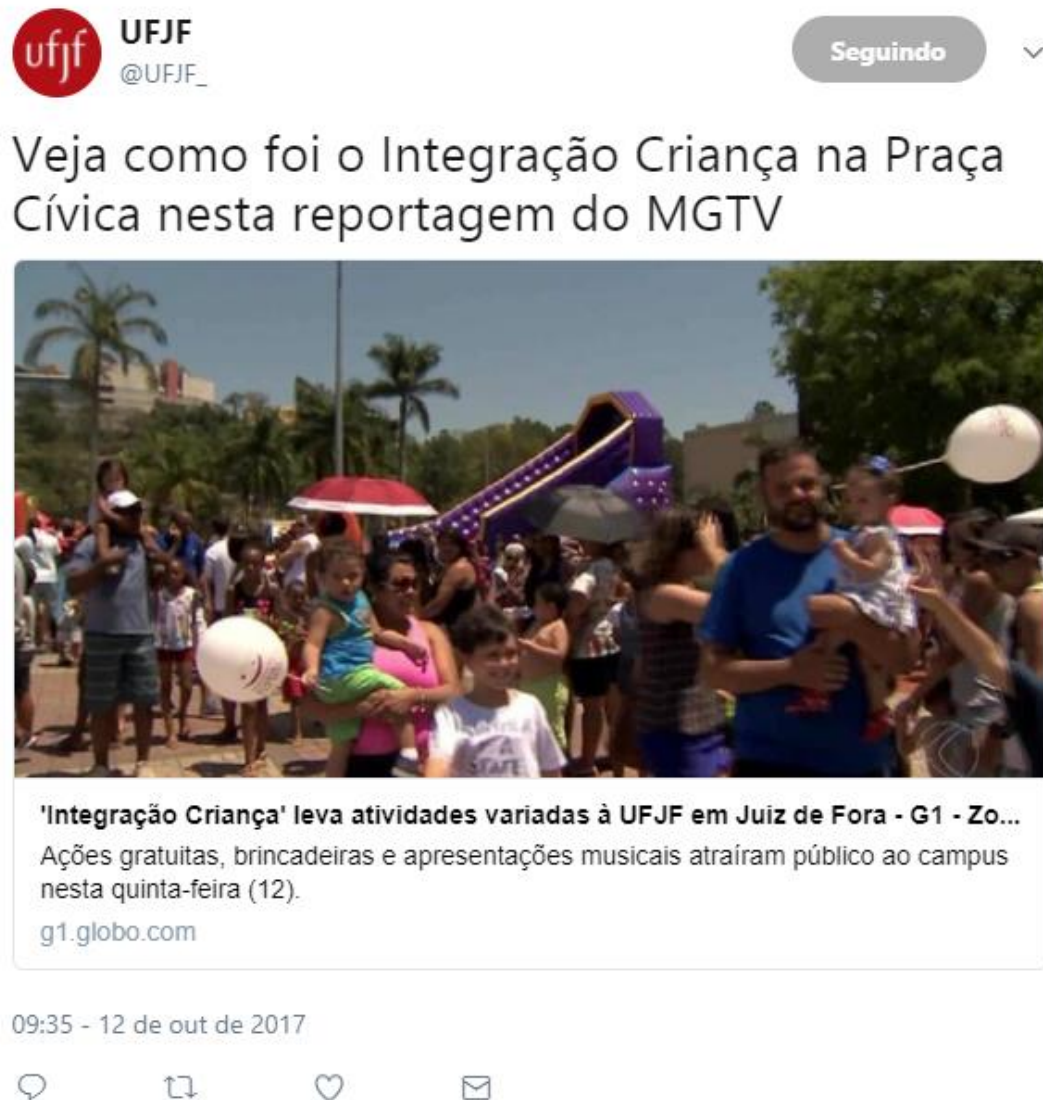 ufjf
UFJF
@UFJF_
Seguindo
Veja como foi o Integração Criança na Praça
Cívica nesta reportagem do MGTV
'Integração Criança' leva atividades variadas à UFJF em Juiz de Fora - G1 - Zo...
Ações gratuitas, brincadeiras e apresentações musicais atraíram público ao campus
nesta quinta-feira (12).
g1.globo.com
09:35 - 12 de out de 2017